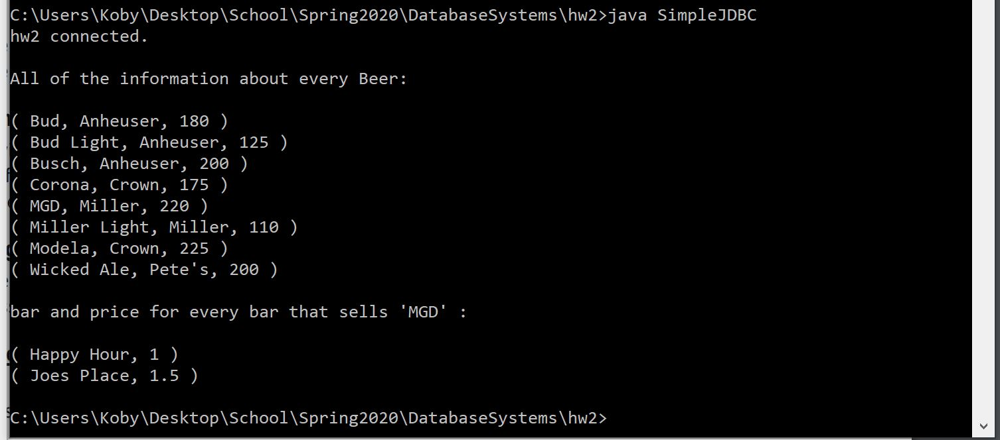 C:\Users\Koby\Desktop\School\Spring2020\DatabaseSystems\hw2>java SimpleJDBC
hw2 connected.
All of the information about every Beer:
( Bud, Anheuser, 180 )
( Bud Light, Anheuser, 125 )
( Busch, Anheuser, 200 )
( Corona, Crown, 175 )
( MGD, Miller, 220 )
( Miller Light, Miller, 110 )
( Modela, Crown, 225 )
( Wicked Ale, Pete's, 200 )
bar and price for every bar that sells 'MGD' :
( Happy Hour, 1 )
( Joes Place, 1.5 )
C:\Users\Koby\Desktop\School\Spring2020\DatabaseSystems\hw2>